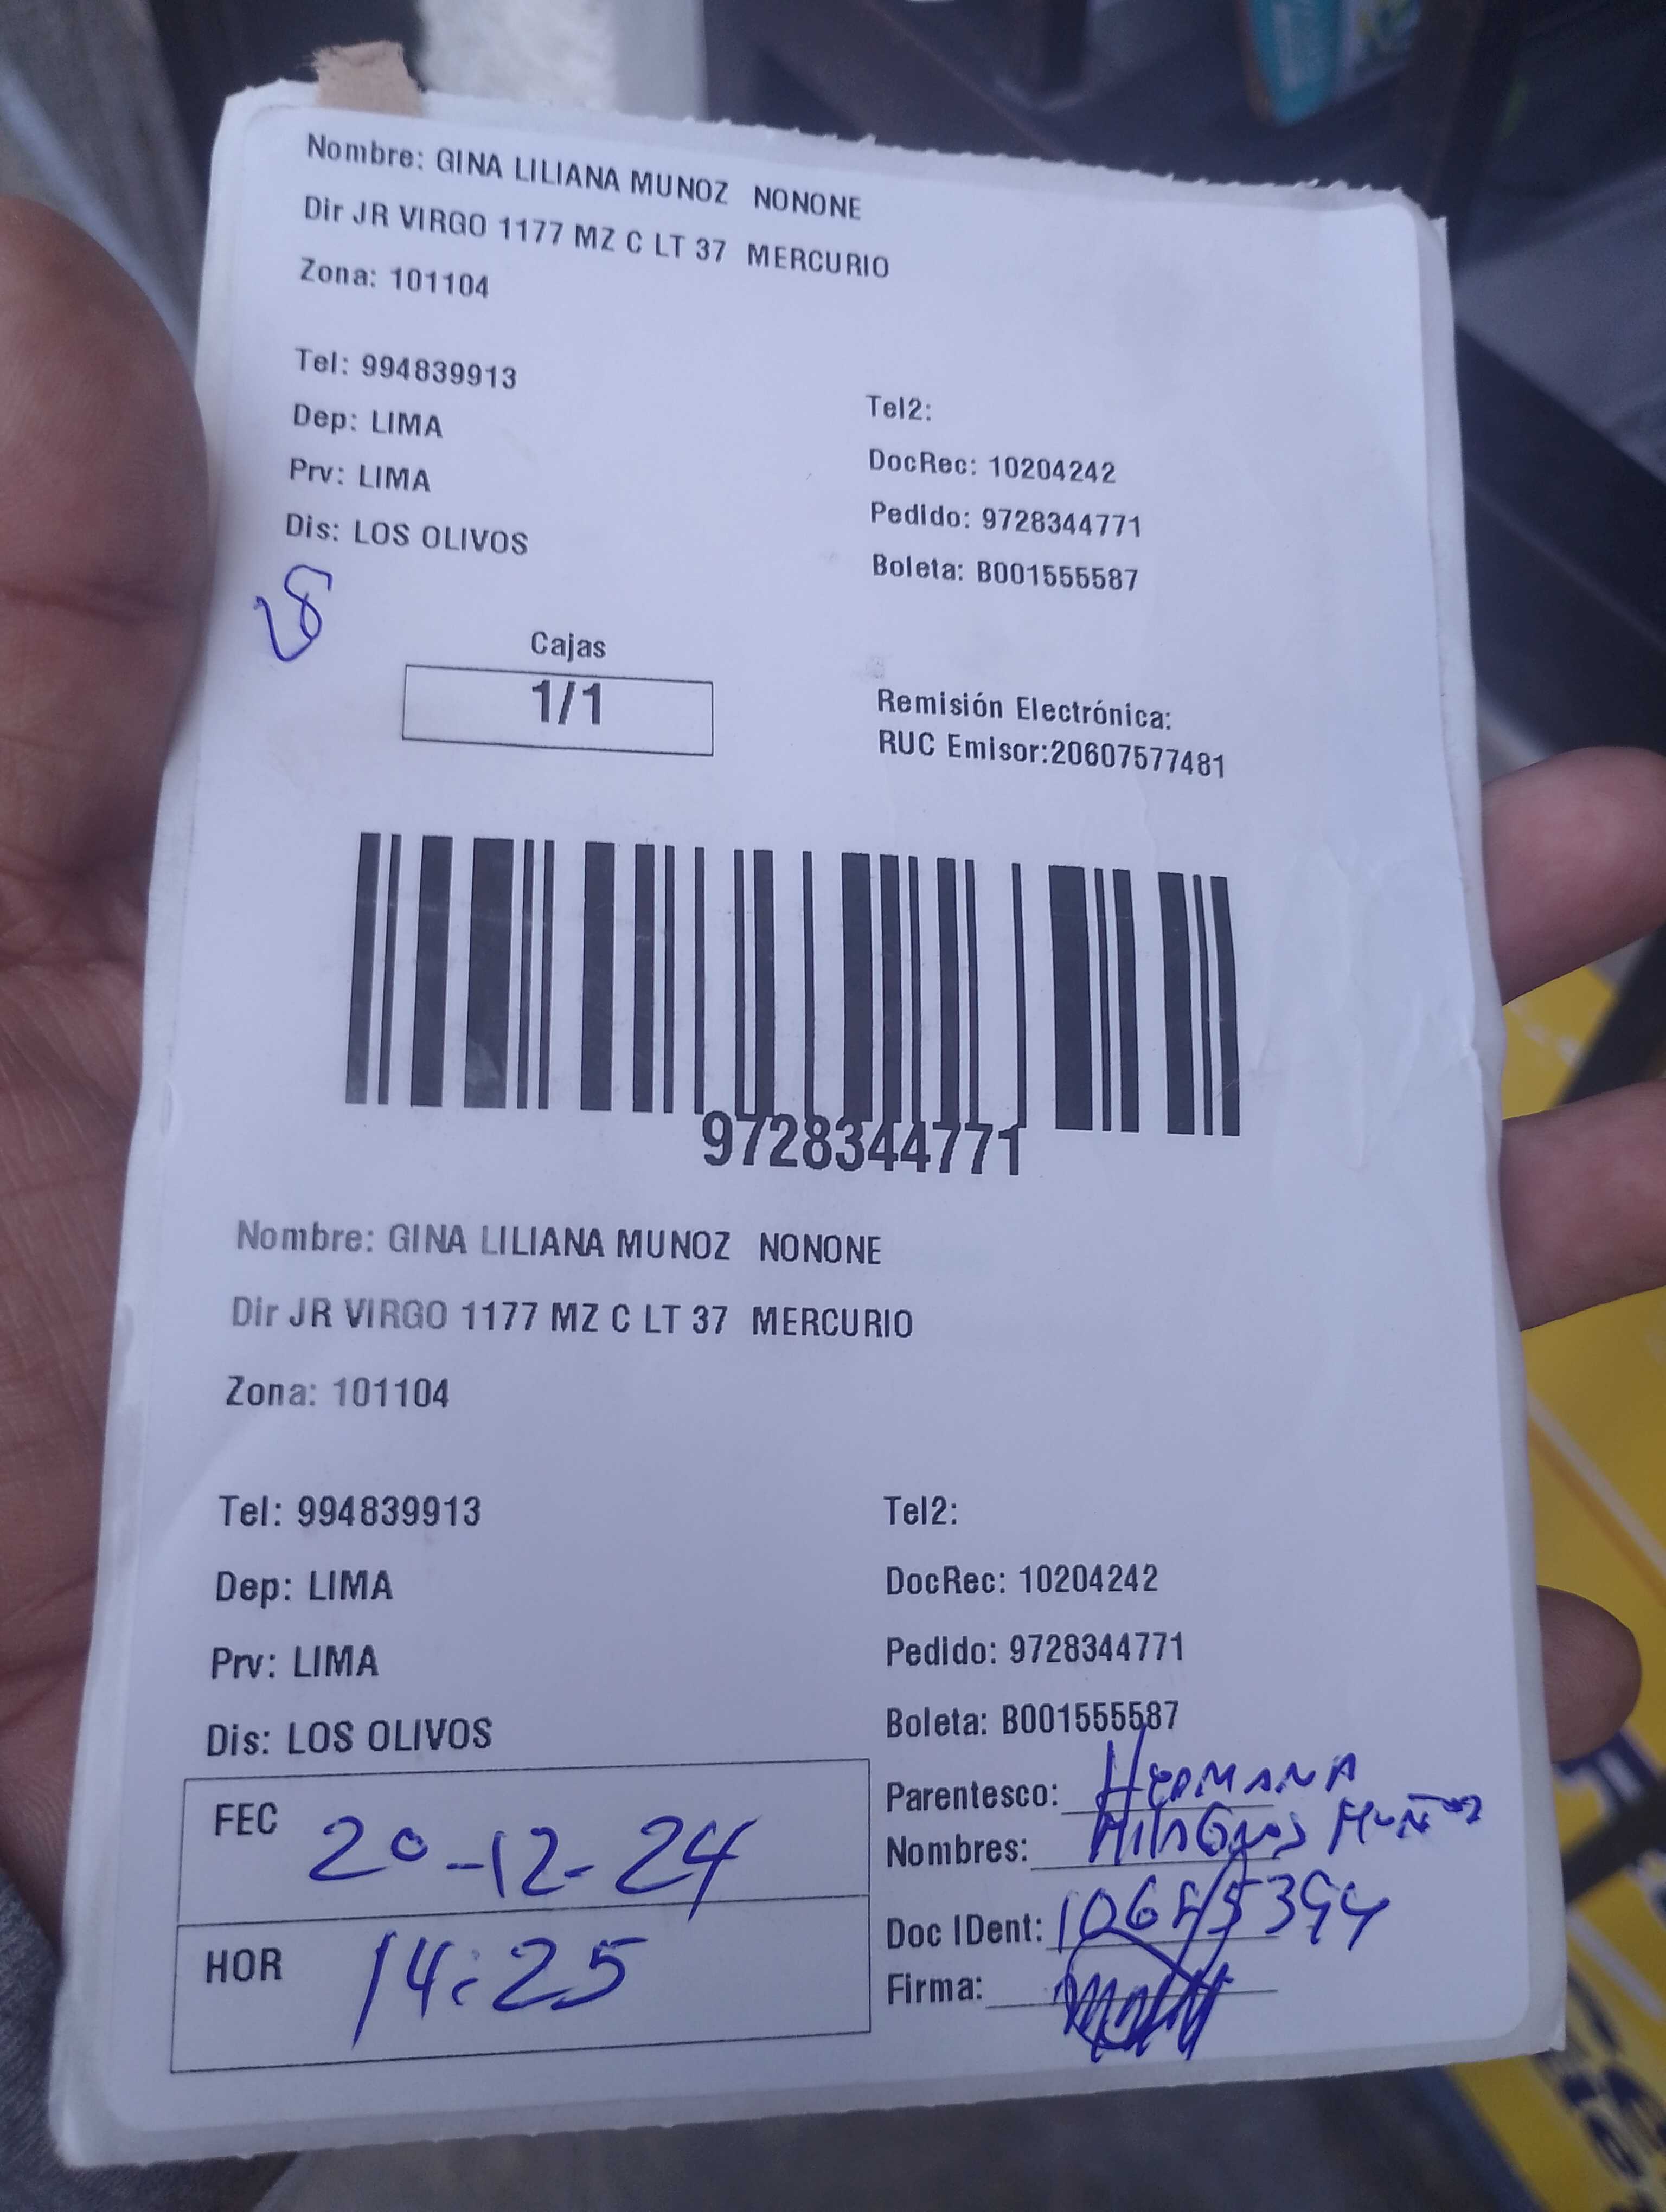 Nombre: GINA LILIANA MUNOZ NONONE
Dir JR VIRGO 1177 MZ C LT 37 MERCURIO
Zona: 101104
Tel: 994839913
Tel2:
Dep: LIMA
DocRec: 10204242
Prv: LIMA
Pedido: 9728344771
Dis: LOS OLIVOS
Boleta: B001555587
28
Cajas
1/1
Remisión Electrónica:
RUC Emisor:20607577481
9728344771
Nombre: GINA LILIANA MUNOZ NONONE
Dir JR VIRGO 1177 MZ C LT 37 MERCURIO
Zona: 101104
Tel: 994839913
Tel2:
Dep: LIMA
DocRec: 10204242
Prv: LIMA
Pedido: 9728344771
Dis: LOS OLIVOS
Boleta: B001555587
FEC 20-12-24
Parentesco: HERMANA
Nombres: MILAGROS MUÑOZ
HOR 14:25
Doc IDent:
Firma: